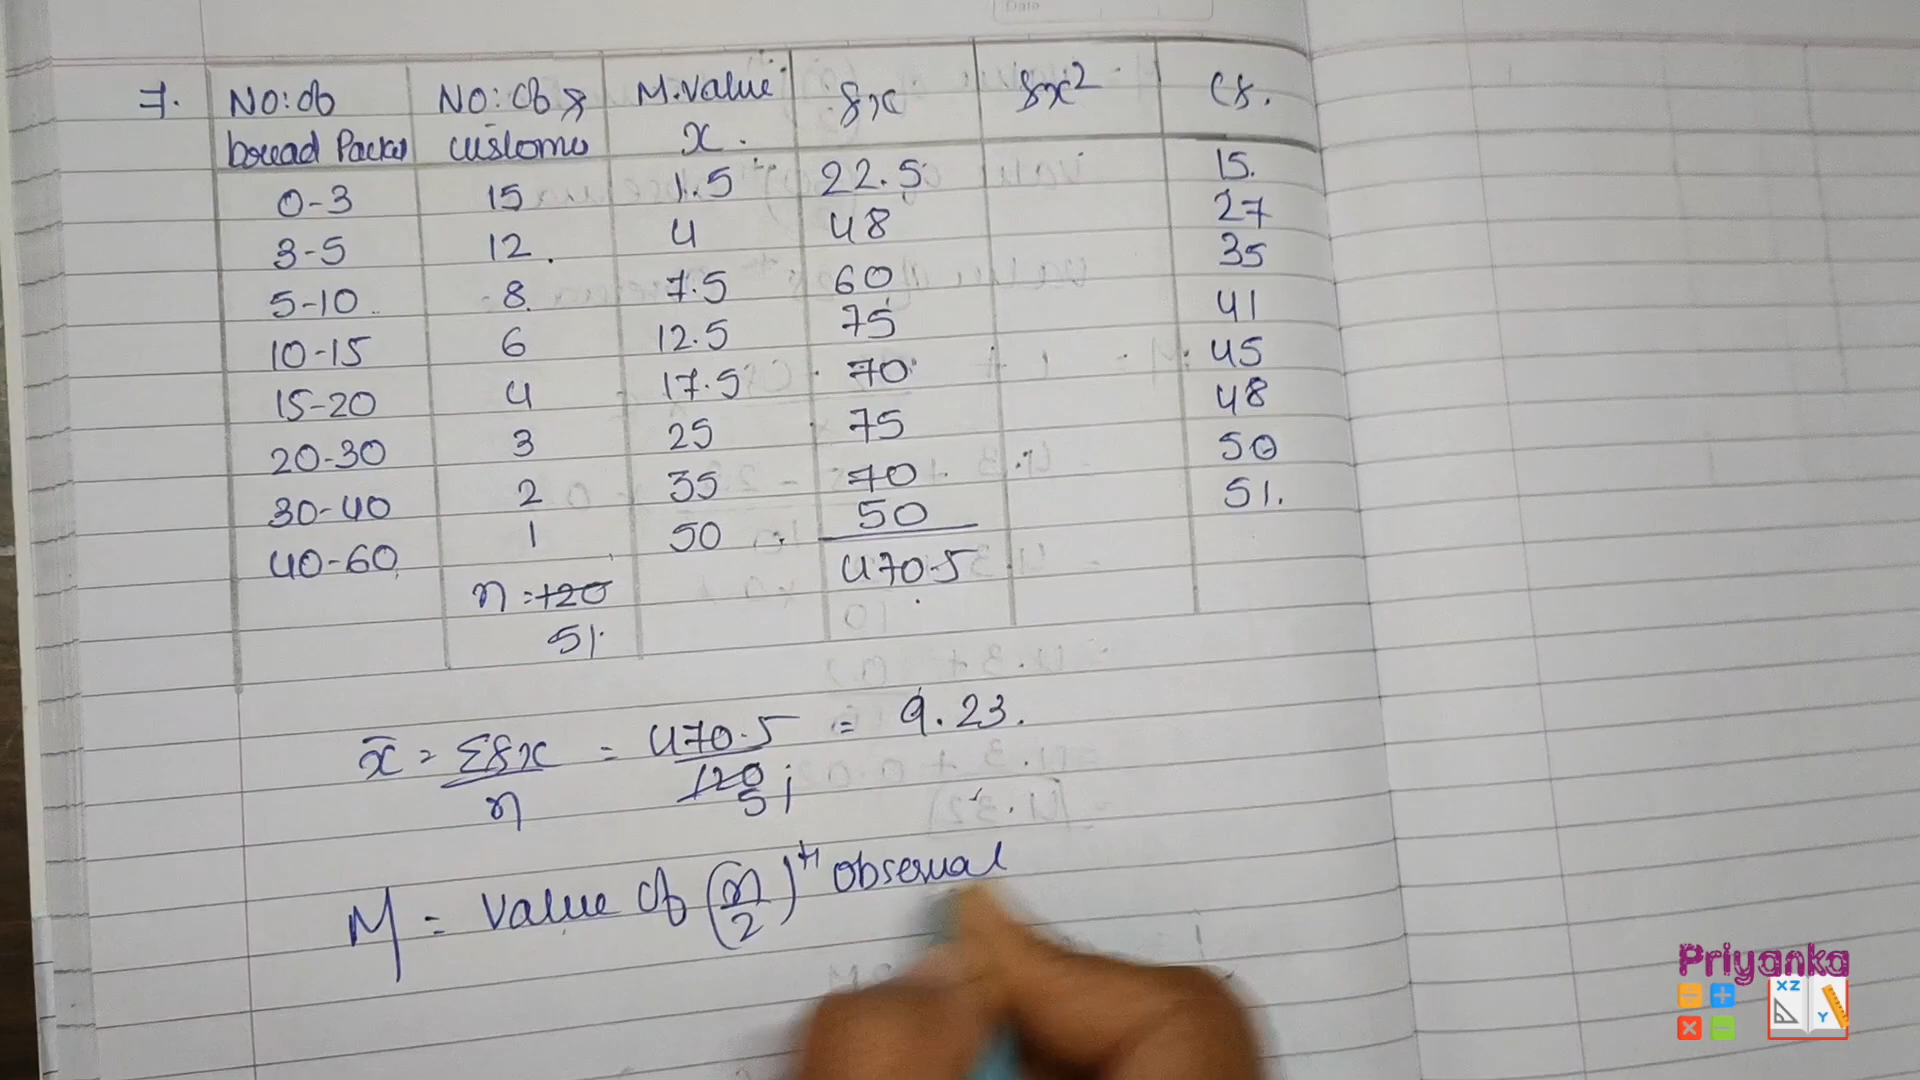 Date
7.
No: of bread Packs | No: of customers | M.value x. | fx | fx² | Cf.
0-3 | 15 | 1.5 | 22.5 | 15.
3-5 | 12. | 4 | 48 | 27
5-10 | 8 | 7.5 | 60 | 35
10-15 | 6 | 12.5 | 75 | 41
15-20 | 4 | 17.5 | 70 | 45
20-30 | 3 | 25 | 75 | 48
30-40 | 2 | 35 | 70 | 50
40-60 | 1 | 50 | 50 | 51.
n = 120 | 470.5
51
x̄ = Σfx / n = 470.5 / 120 51 = 9.23.
M = Value of (n/2)th observa
Priyanka
XZ
Y